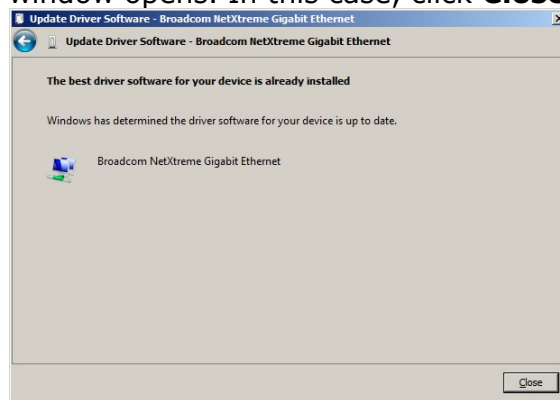 window opens. In this case, click Close
Update Driver Software - Broadcom NetXtreme Gigabit Ethernet
Update Driver Software - Broadcom NetXtreme Gigabit Ethernet
The best driver software for your device is already installed
Windows has determined the driver software for your device is up to date.
Broadcom NetXtreme Gigabit Ethernet
Close